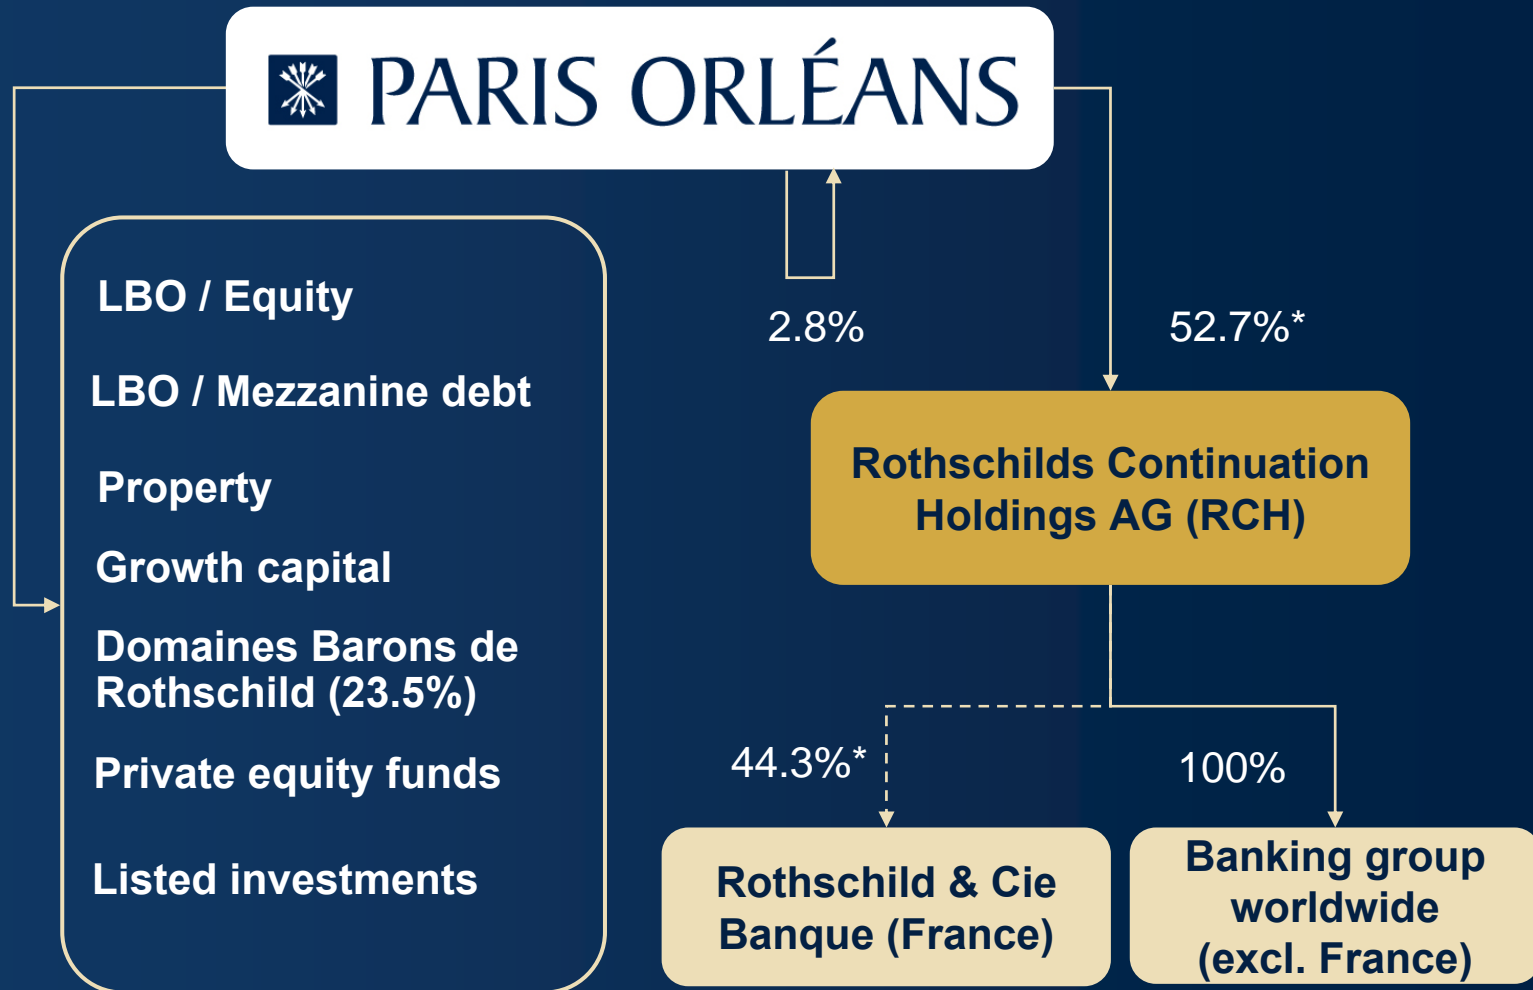 PARIS ORLÉANS
LBO / Equity
LBO / Mezzanine debt
Property
Growth capital
Domaines Barons de
Rothschild (23.5%)
Private equity funds
Listed investments
2.8%
52.7%*
Rothschilds Continuation
Holdings AG (RCH)
44.3%*
100%
Rothschild & Cie
Banque (France)
Banking group
worldwide
(excl. France)